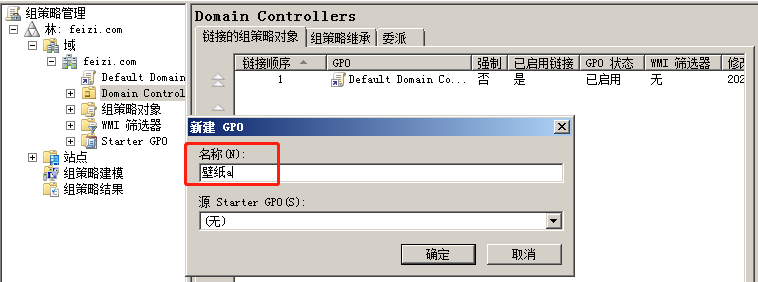 组策略管理
林: feizi.com
域
feizi.com
Default Domain
Domain Control
组策略对象
WMI 筛选器
Starter GPO
站点
组策略建模
组策略结果
Domain Controllers
链接的组策略对象 组策略继承 委派
链接顺序 GPO 强制 已启用链接 GPO 状态 WMI 筛选器 修改
1 Default Domain Co... 否 是 已启用 无 202
新建 GPO
名称(N):
壁纸a
源 Starter GPO(S):
(无)
确定 取消